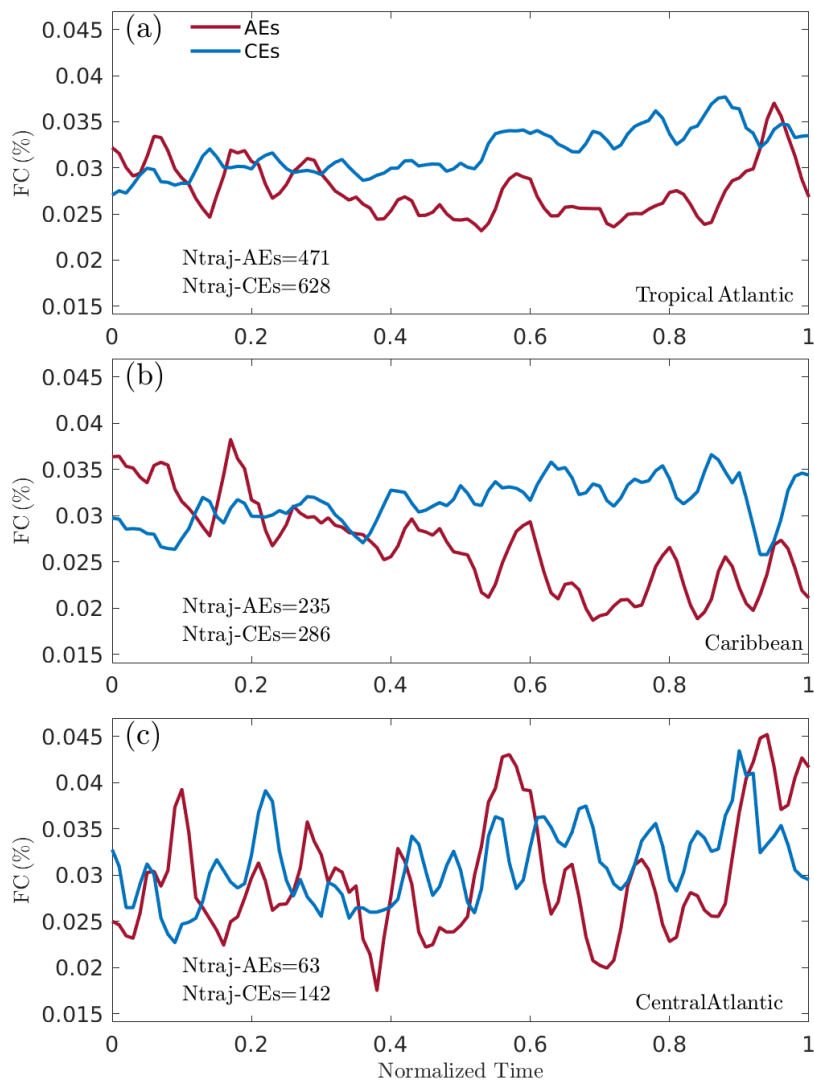 (a)
AEs
CEs
0.045
0.04
0.035
0.03
0.025
0.02
0.015
FC (%)
Ntraj-AEs=471
Ntraj-CEs=628
Tropical Atlantic
0 0.2 0.4 0.6 0.8 1
(b)
0.045
0.04
0.035
0.03
0.025
0.02
0.015
FC (%)
Ntraj-AEs=235
Ntraj-CEs=286
Caribbean
0 0.2 0.4 0.6 0.8 1
(c)
0.045
0.04
0.035
0.03
0.025
0.02
0.015
FC (%)
Ntraj-AEs=63
Ntraj-CEs=142
CentralAtlantic
0 0.2 0.4 0.6 0.8 1
Normalized Time